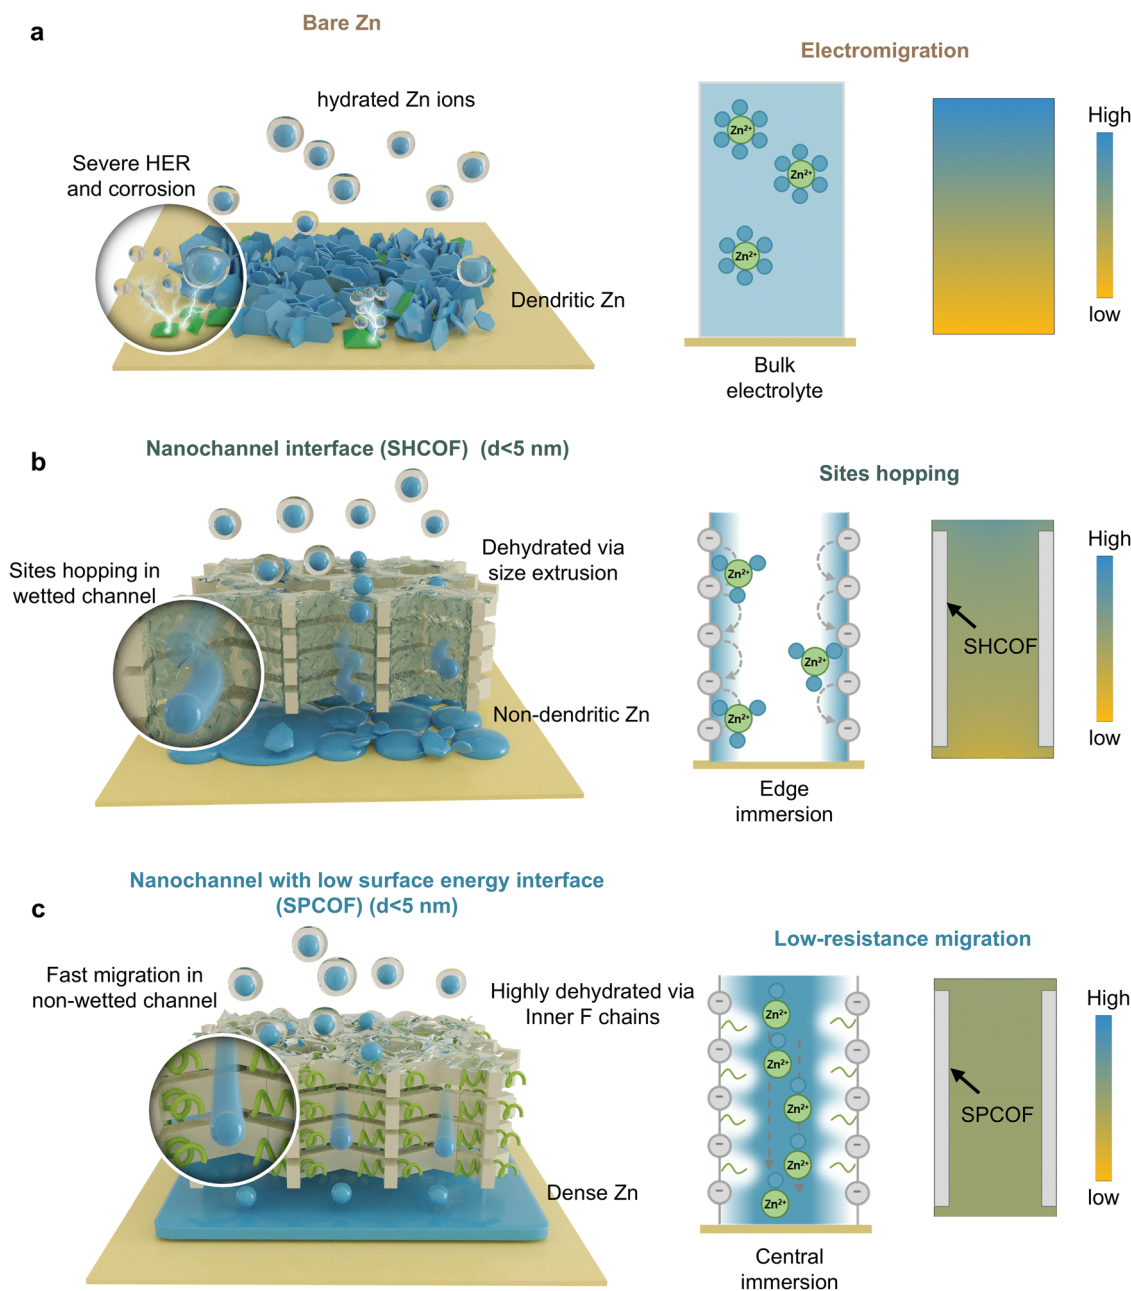 a
Bare Zn
Electromigration
hydrated Zn ions
Severe HER
and corrosion
Dendritic Zn
Zn²⁺
Zn²⁺
Zn²⁺
Bulk
electrolyte
High
low
b
Nanochannel interface (SHCOF) (d<5 nm)
Sites hopping
Sites hopping in
wetted channel
Dehydrated via
size extrusion
Non-dendritic Zn
−
−
−
−
−
−
−
−
−
−
Zn²⁺
Zn²⁺
Zn²⁺
Edge
immersion
SHCOF
High
low
c
Nanochannel with low surface energy interface
(SPCOF) (d<5 nm)
Low-resistance migration
Fast migration in
non-wetted channel
Highly dehydrated via
Inner F chains
Dense Zn
−
−
−
−
−
−
−
−
−
−
Zn²⁺
Zn²⁺
Zn²⁺
Zn²⁺
Zn²⁺
Central
immersion
SPCOF
High
low